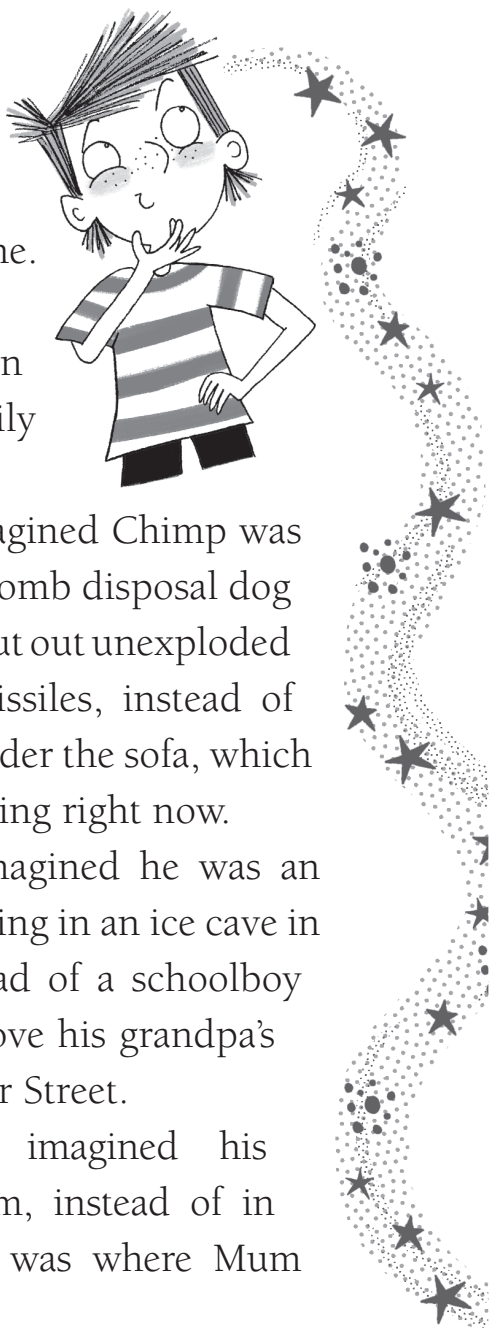 ne.
n
ily
agined Chimp was
omb disposal dog
ut out unexploded
issiles, instead of
der the sofa, which
ing right now.
magined he was an
ing in an ice cave in
ad of a schoolboy
ove his grandpa's
r Street.
imagined his
m, instead of in
was where Mum